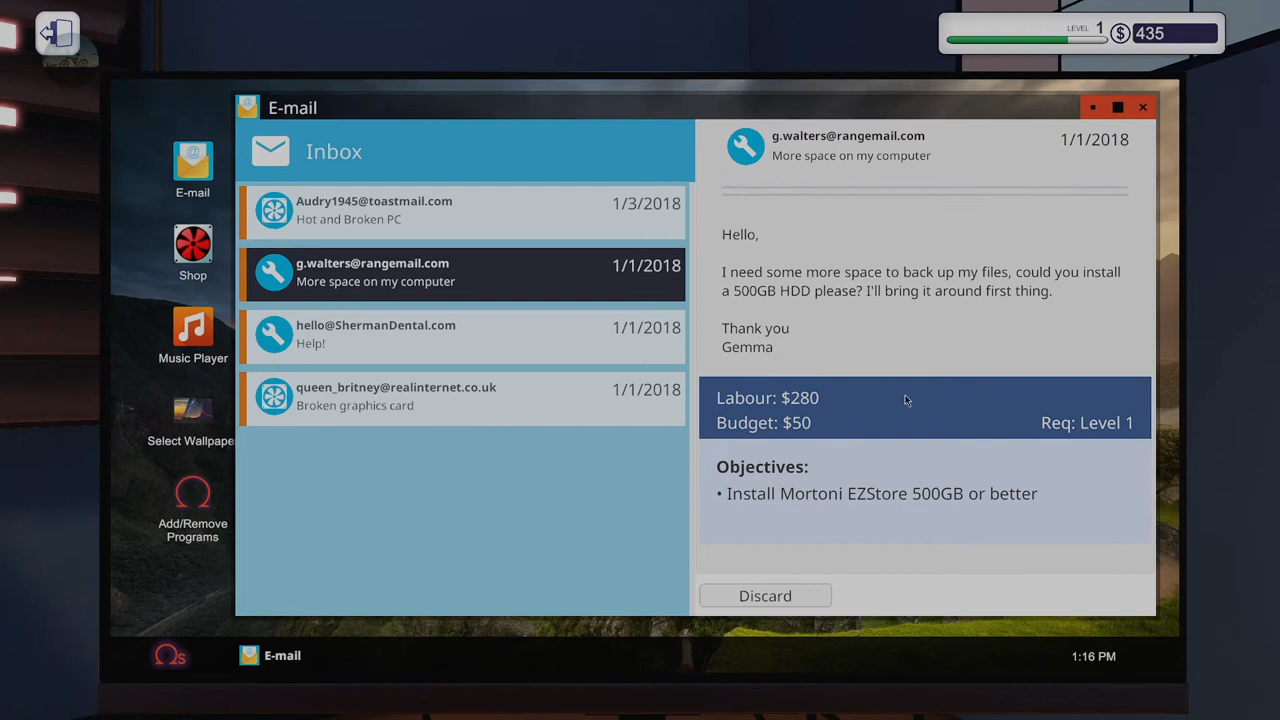 LEVEL 1
$ 435
E-mail
Inbox
Audry1945@toastmail.com
1/3/2018
Hot and Broken PC
g.walters@rangemail.com
1/1/2018
More space on my computer
hello@ShermanDental.com
1/1/2018
Help!
queen_britney@realinternet.co.uk
1/1/2018
Broken graphics card
g.walters@rangemail.com
1/1/2018
More space on my computer
Hello,
I need some more space to back up my files, could you install
a 500GB HDD please? I'll bring it around first thing.
Thank you
Gemma
Labour: $280
Budget: $50
Req: Level 1
Objectives:
• Install Mortoni EZStore 500GB or better
Discard
E-mail
Shop
Music Player
Select Wallpape
Add/Remove
Programs
Ωs
E-mail
1:16 PM